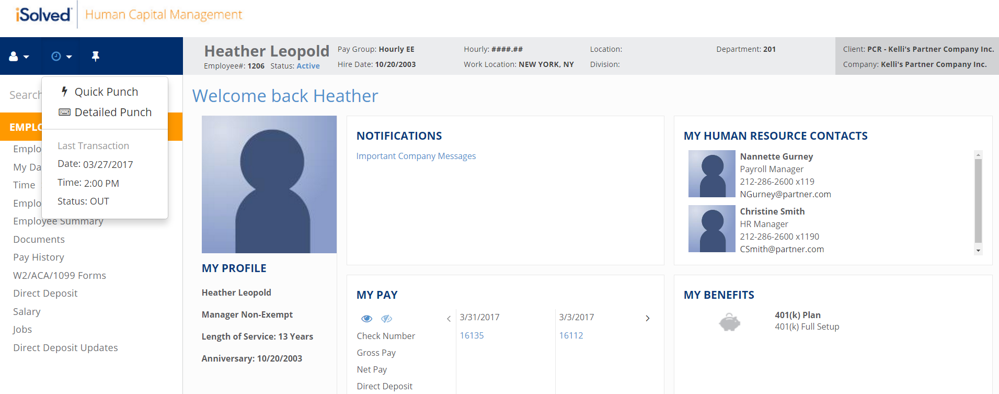 iSolved Human Capital Management
Heather Leopold
Employee#: 1206 Status: Active
Pay Group: Hourly EE
Hire Date: 10/20/2003
Hourly: ####.##
Work Location: NEW YORK, NY
Location:
Division:
Department: 201
Client: PCR - Kelli's Partner Company Inc.
Company: Kelli's Partner Company Inc.
Quick Punch
Detailed Punch
Last Transaction
Date: 03/27/2017
Time: 2:00 PM
Status: OUT
Search
EMPLO
Emplo
My Da
Time
Emplo
Employee Summary
Documents
Pay History
W2/ACA/1099 Forms
Direct Deposit
Salary
Jobs
Direct Deposit Updates
Welcome back Heather
MY PROFILE
Heather Leopold
Manager Non-Exempt
Length of Service: 13 Years
Anniversary: 10/20/2003
NOTIFICATIONS
Important Company Messages
MY HUMAN RESOURCE CONTACTS
Nannette Gurney
Payroll Manager
212-286-2600 x119
NGurney@partner.com
Christine Smith
HR Manager
212-286-2600 x1190
CSmith@partner.com
MY PAY
3/31/2017 3/3/2017
Check Number 16135 16112
Gross Pay
Net Pay
Direct Deposit
MY BENEFITS
401(k) Plan
401(k) Full Setup